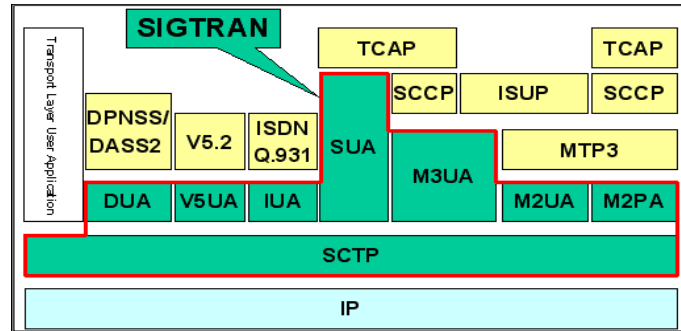 SIGTRAN
TCAP
TCAP
Transport Layer User Application
SCCP
ISUP
SCCP
DPNSS/
DASS2
V5.2
ISDN
Q.931
SUA
M3UA
MTP3
DUA
V5UA
IUA
M2UA
M2PA
SCTP
IP